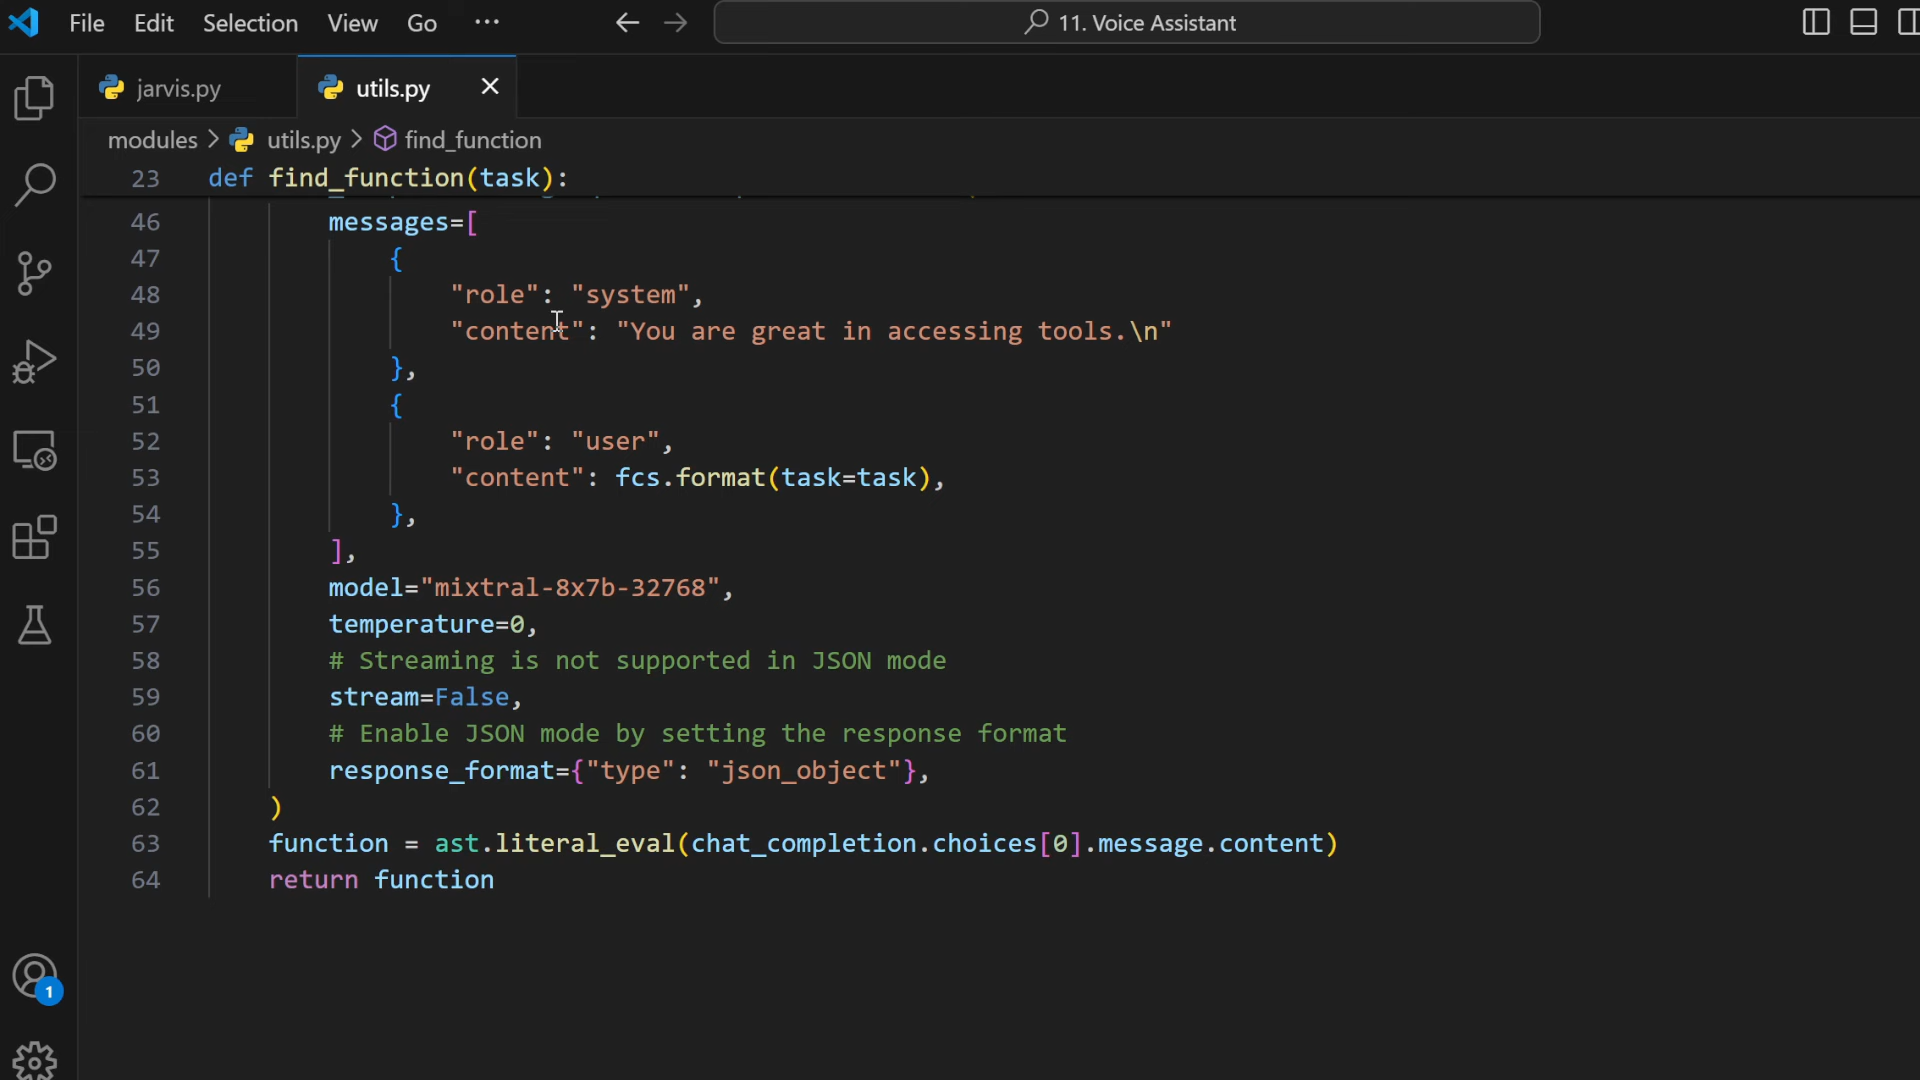 File Edit Selection View Go ··· ← → 11. Voice Assistant
jarvis.py utils.py ×
modules > utils.py > find_function
23 def find_function(task):
46 messages=[
47 {
48 "role": "system",
49 "content": "You are great in accessing tools.\n"
50 },
51 {
52 "role": "user",
53 "content": fcs.format(task=task),
54 },
55 ],
56 model="mixtral-8x7b-32768",
57 temperature=0,
58 # Streaming is not supported in JSON mode
59 stream=False,
60 # Enable JSON mode by setting the response format
61 response_format={"type": "json_object"},
62 )
63 function = ast.literal_eval(chat_completion.choices[0].message.content)
64 return function
1